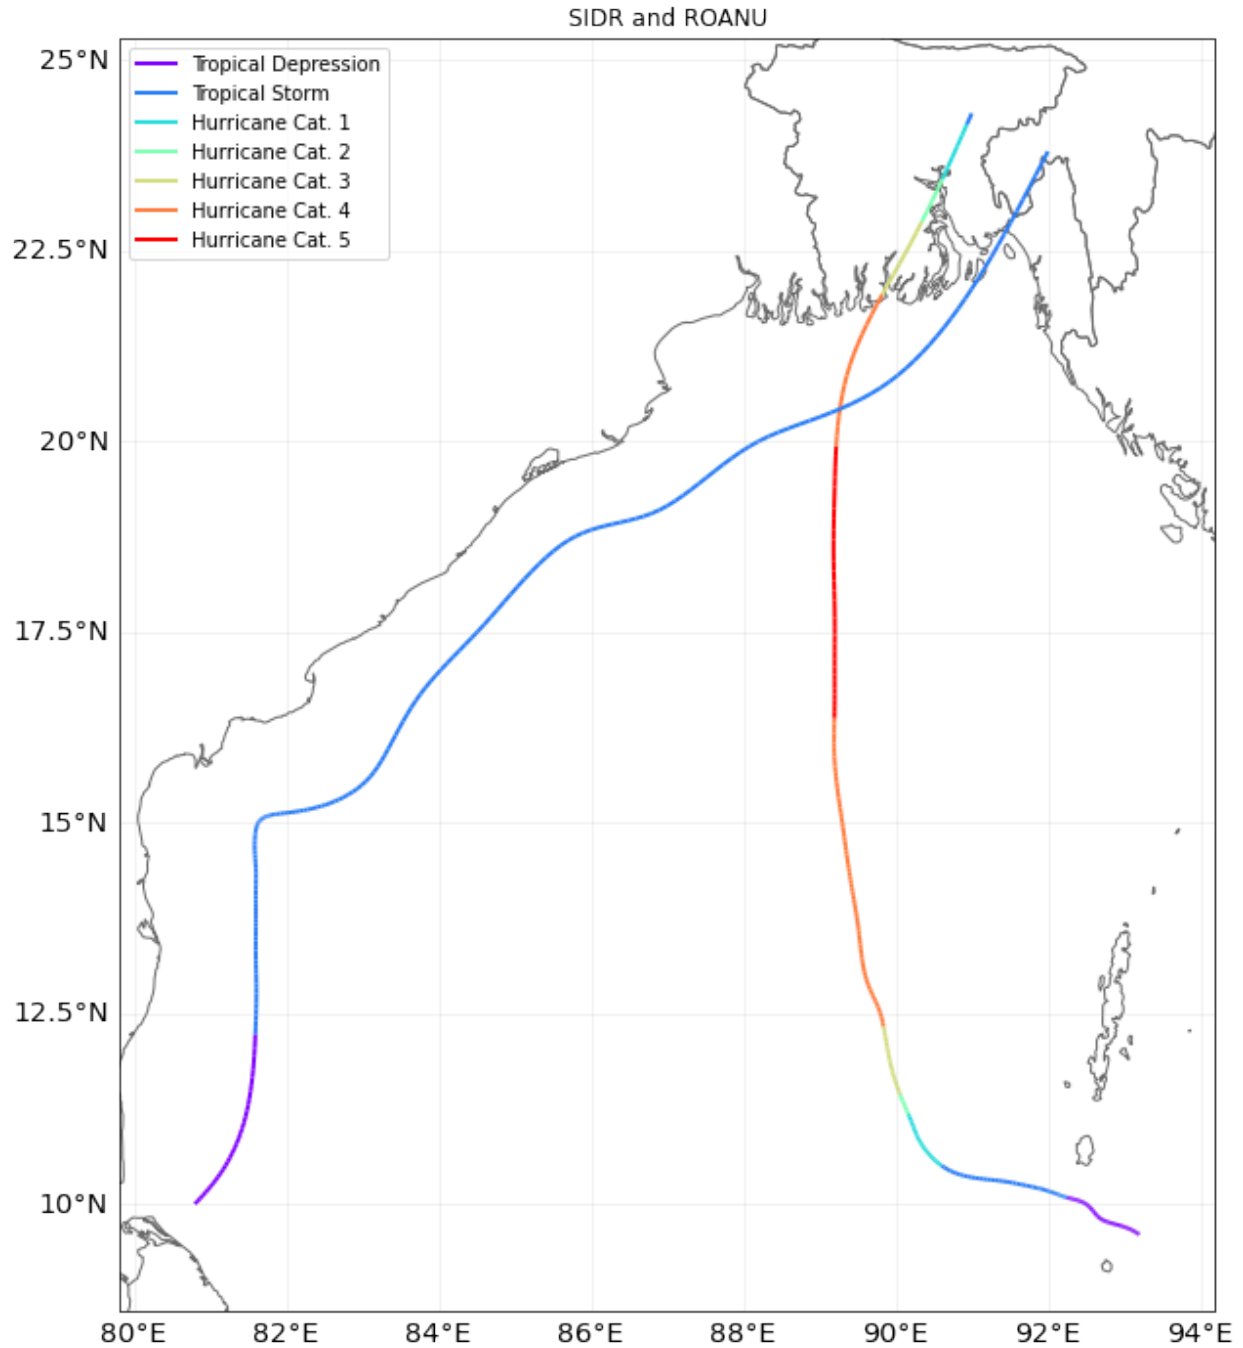 SIDR and ROANU
25°N
22.5°N
20°N
17.5°N
15°N
12.5°N
10°N
Tropical Depression
Tropical Storm
Hurricane Cat. 1
Hurricane Cat. 2
Hurricane Cat. 3
Hurricane Cat. 4
Hurricane Cat. 5
80°E 82°E 84°E 86°E 88°E 90°E 92°E 94°E